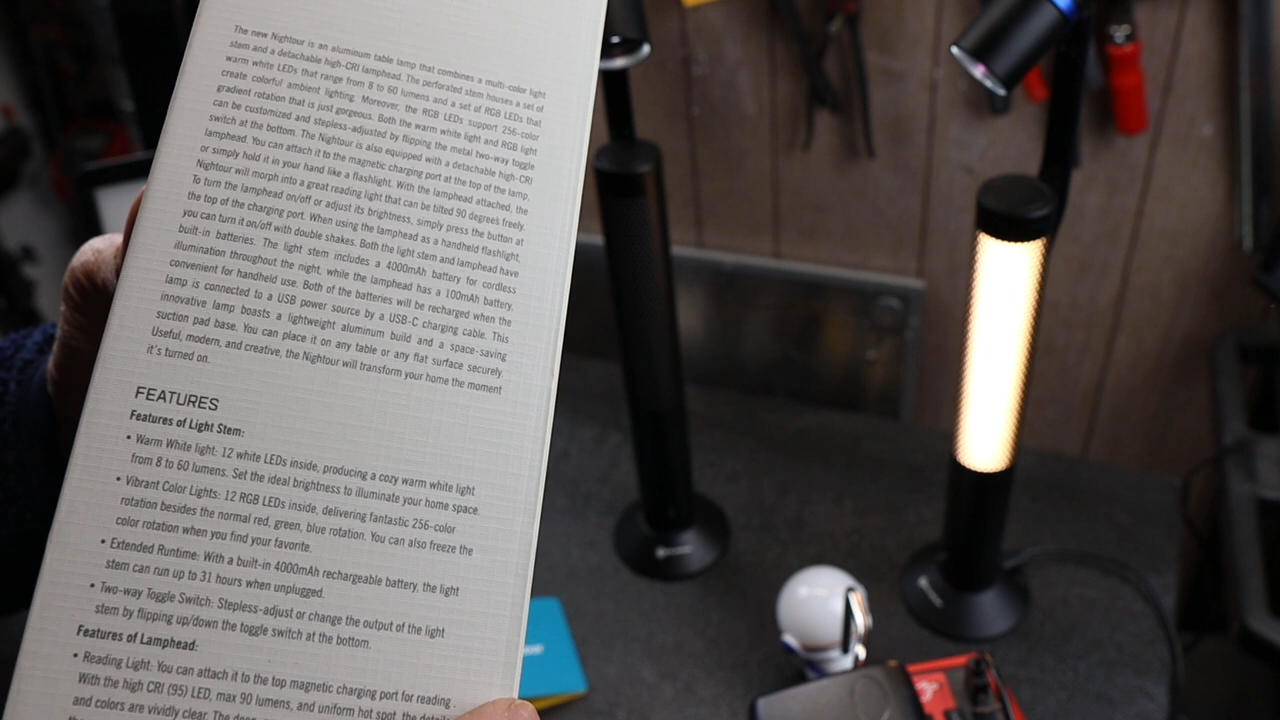 The new Nightour is an aluminum table lamp that combines a multi-color light
stem and a detachable high-CRI lamphead. The perforated stem houses a set of
warm white LEDs that range from 8 to 60 lumens and a set of RGB LEDs that
create colorful ambient lighting. Moreover, the RGB LEDs support 256-color
gradient rotation that is just gorgeous. Both the warm white light and RGB light
can be customized and stepless-adjusted by flipping the metal two-way toggle
switch at the bottom. The Nightour is also equipped with a detachable high-CRI
lamphead. You can attach it to the magnetic charging port at the top of the lamp,
or simply hold it in your hand like a flashlight. With the lamphead attached, the
Nightour will morph into a great reading light that can be tilted 90 degrees freely.
To turn the lamphead on/off or adjust its brightness, simply press the button at
the top of the charging port. When using the lamphead as a handheld flashlight,
you can turn it on/off with double shakes. Both the light stem and lamphead have
built-in batteries. The light stem includes a 4000mAh battery for cordless
illumination throughout the night, while the lamphead has a 100mAh battery,
convenient for handheld use. Both of the batteries will be recharged when the
lamp is connected to a USB power source by a USB-C charging cable. This
innovative lamp boasts a lightweight aluminum build and a space-saving
suction pad base. You can place it on any table or any flat surface securely.
Useful, modern, and creative, the Nightour will transform your home the moment
it's turned on.
FEATURES
Features of Light Stem:
• Warm White light: 12 white LEDs inside, producing a cozy warm white light
from 8 to 60 lumens. Set the ideal brightness to illuminate your home space.
• Vibrant Color Lights: 12 RGB LEDs inside, delivering fantastic 256-color
rotation besides the normal red, green, blue rotation. You can also freeze the
color rotation when you find your favorite.
• Extended Runtime: With a built-in 4000mAh rechargeable battery, the light
stem can run up to 31 hours when unplugged.
• Two-way Toggle Switch: Stepless-adjust or change the output of the light
stem by flipping up/down the toggle switch at the bottom.
Features of Lamphead:
• Reading Light: You can attach it to the top magnetic charging port for reading.
With the high CRI (95) LED, max 90 lumens, and uniform hot spot, the details
and colors are vividly clear. The